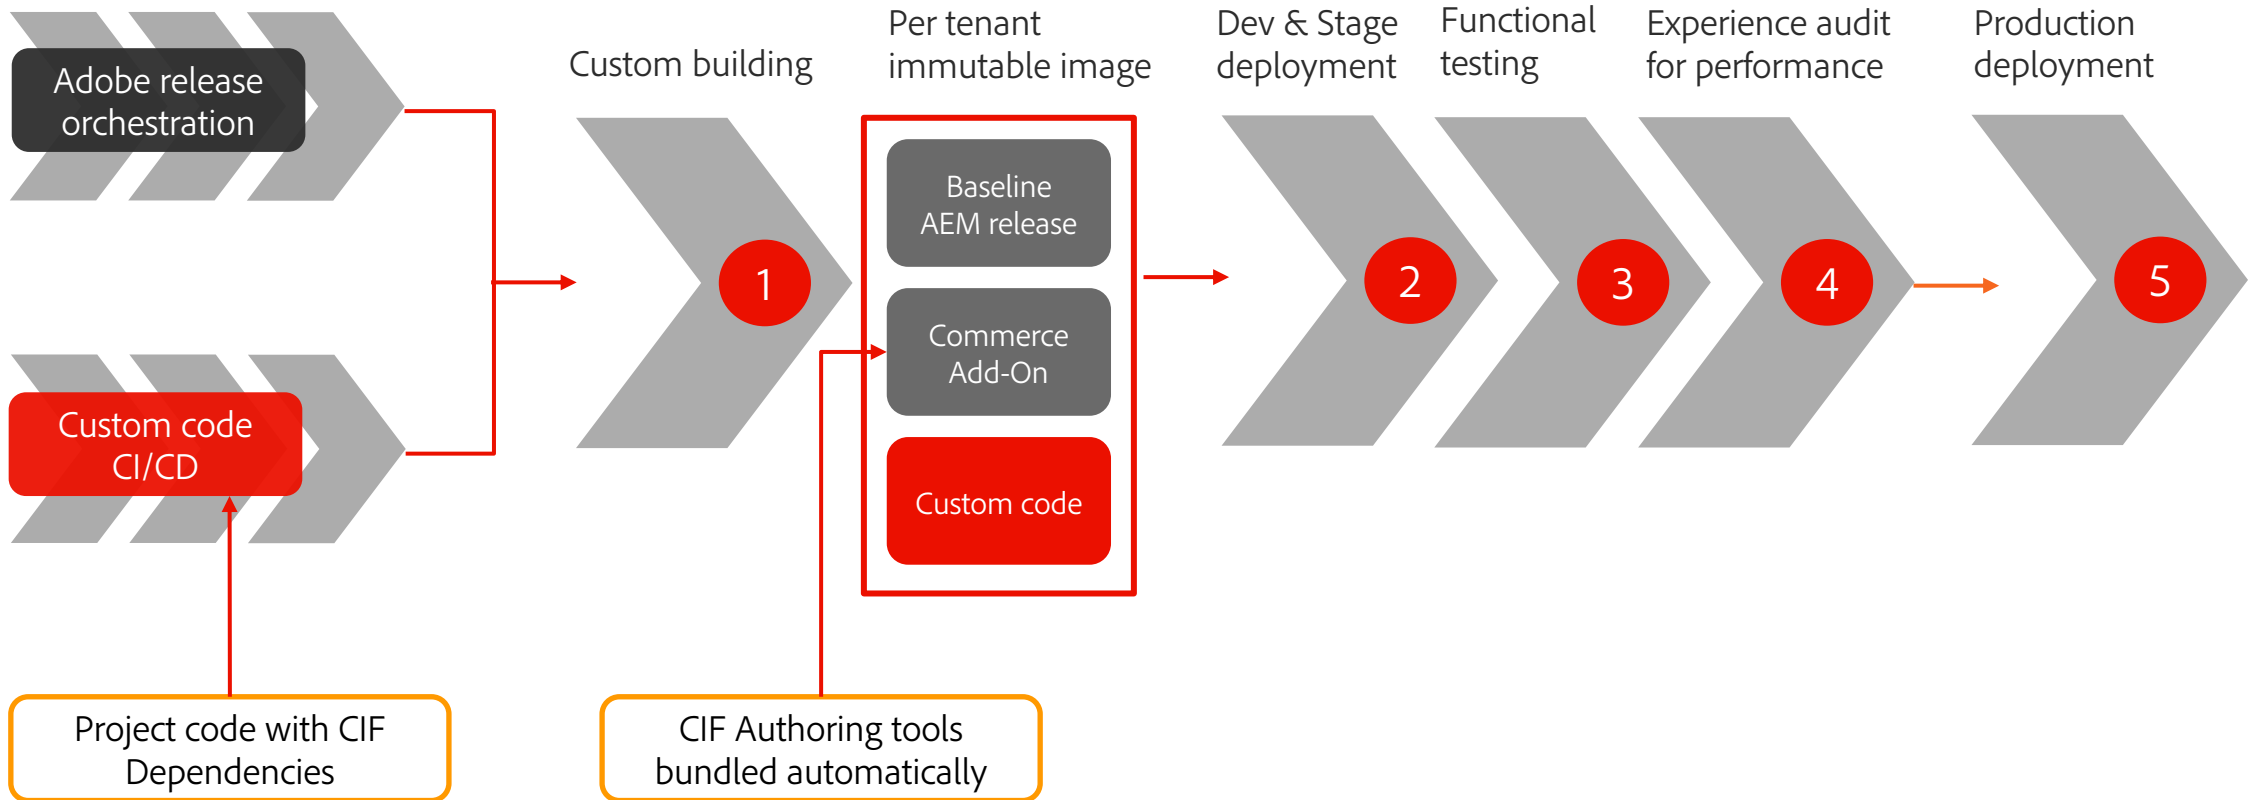 Adobe release
orchestration
Custom code
CI/CD
Project code with CIF
Dependencies
Custom building
1
Per tenant
immutable image
Baseline
AEM release
Commerce
Add-On
Custom code
CIF Authoring tools
bundled automatically
Dev & Stage
deployment
2
Functional
testing
3
Experience audit
for performance
4
Production
deployment
5